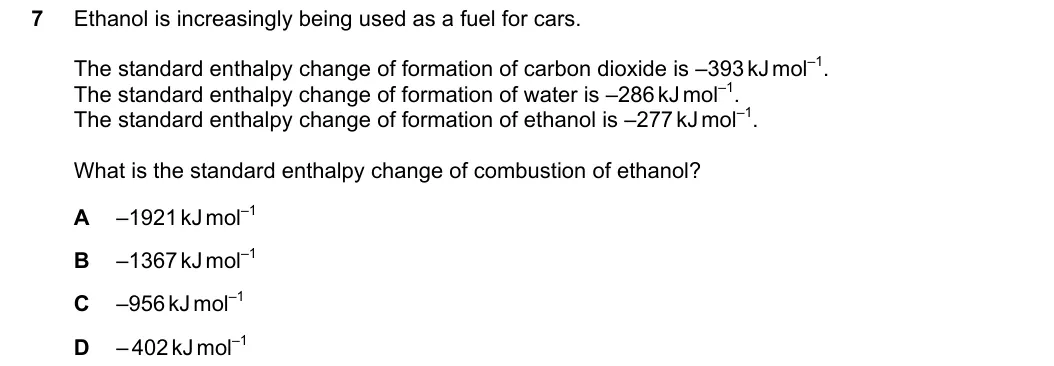 7 Ethanol is increasingly being used as a fuel for cars.
The standard enthalpy change of formation of carbon dioxide is –393 kJ mol⁻¹.
The standard enthalpy change of formation of water is –286 kJ mol⁻¹.
The standard enthalpy change of formation of ethanol is –277 kJ mol⁻¹.
What is the standard enthalpy change of combustion of ethanol?
A –1921 kJ mol⁻¹
B –1367 kJ mol⁻¹
C –956 kJ mol⁻¹
D –402 kJ mol⁻¹